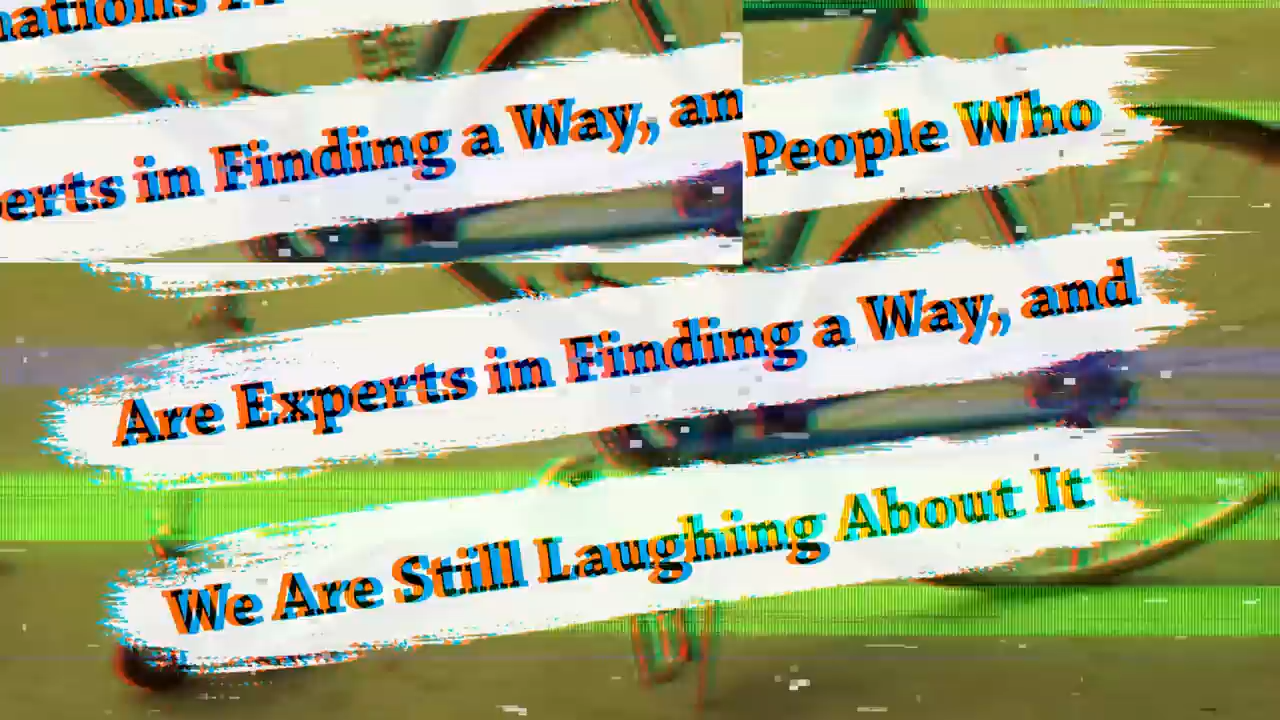 nations
People Who
erts in Finding a Way, an
Are Experts in Finding a Way, and
We Are Still Laughing About It